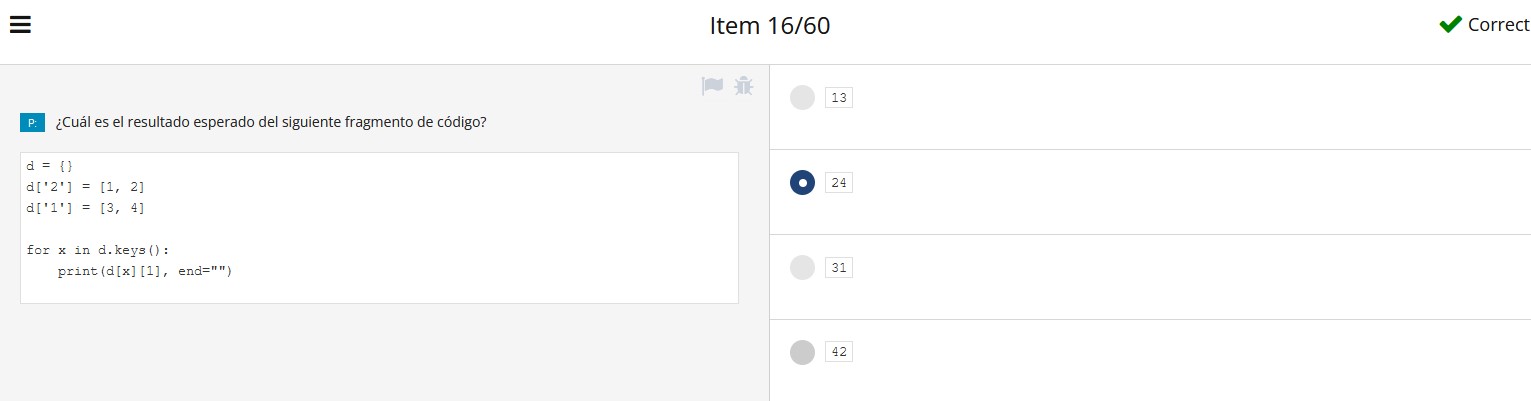 Item 16/60
Correct
P:
¿Cuál es el resultado esperado del siguiente fragmento de código?
d = {}
d['2'] = [1, 2]
d['1'] = [3, 4]
for x in d.keys():
    print(d[x][1], end="")
13
24
31
42